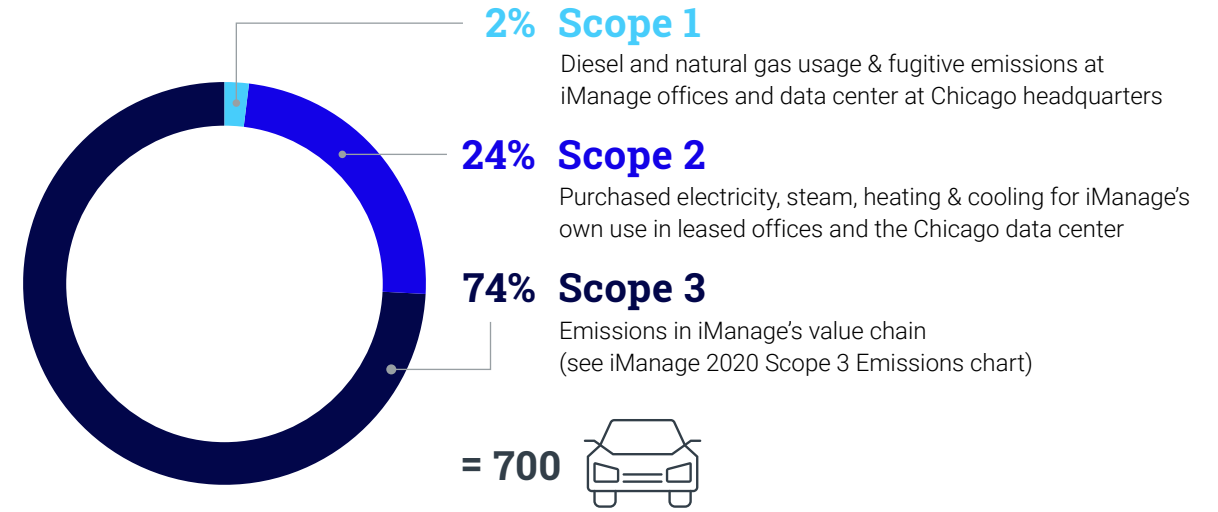 2% Scope 1
Diesel and natural gas usage & fugitive emissions at
iManage offices and data center at Chicago headquarters
24% Scope 2
Purchased electricity, steam, heating & cooling for iManage’s
own use in leased offices and the Chicago data center
74% Scope 3
Emissions in iManage’s value chain
(see iManage 2020 Scope 3 Emissions chart)
= 700